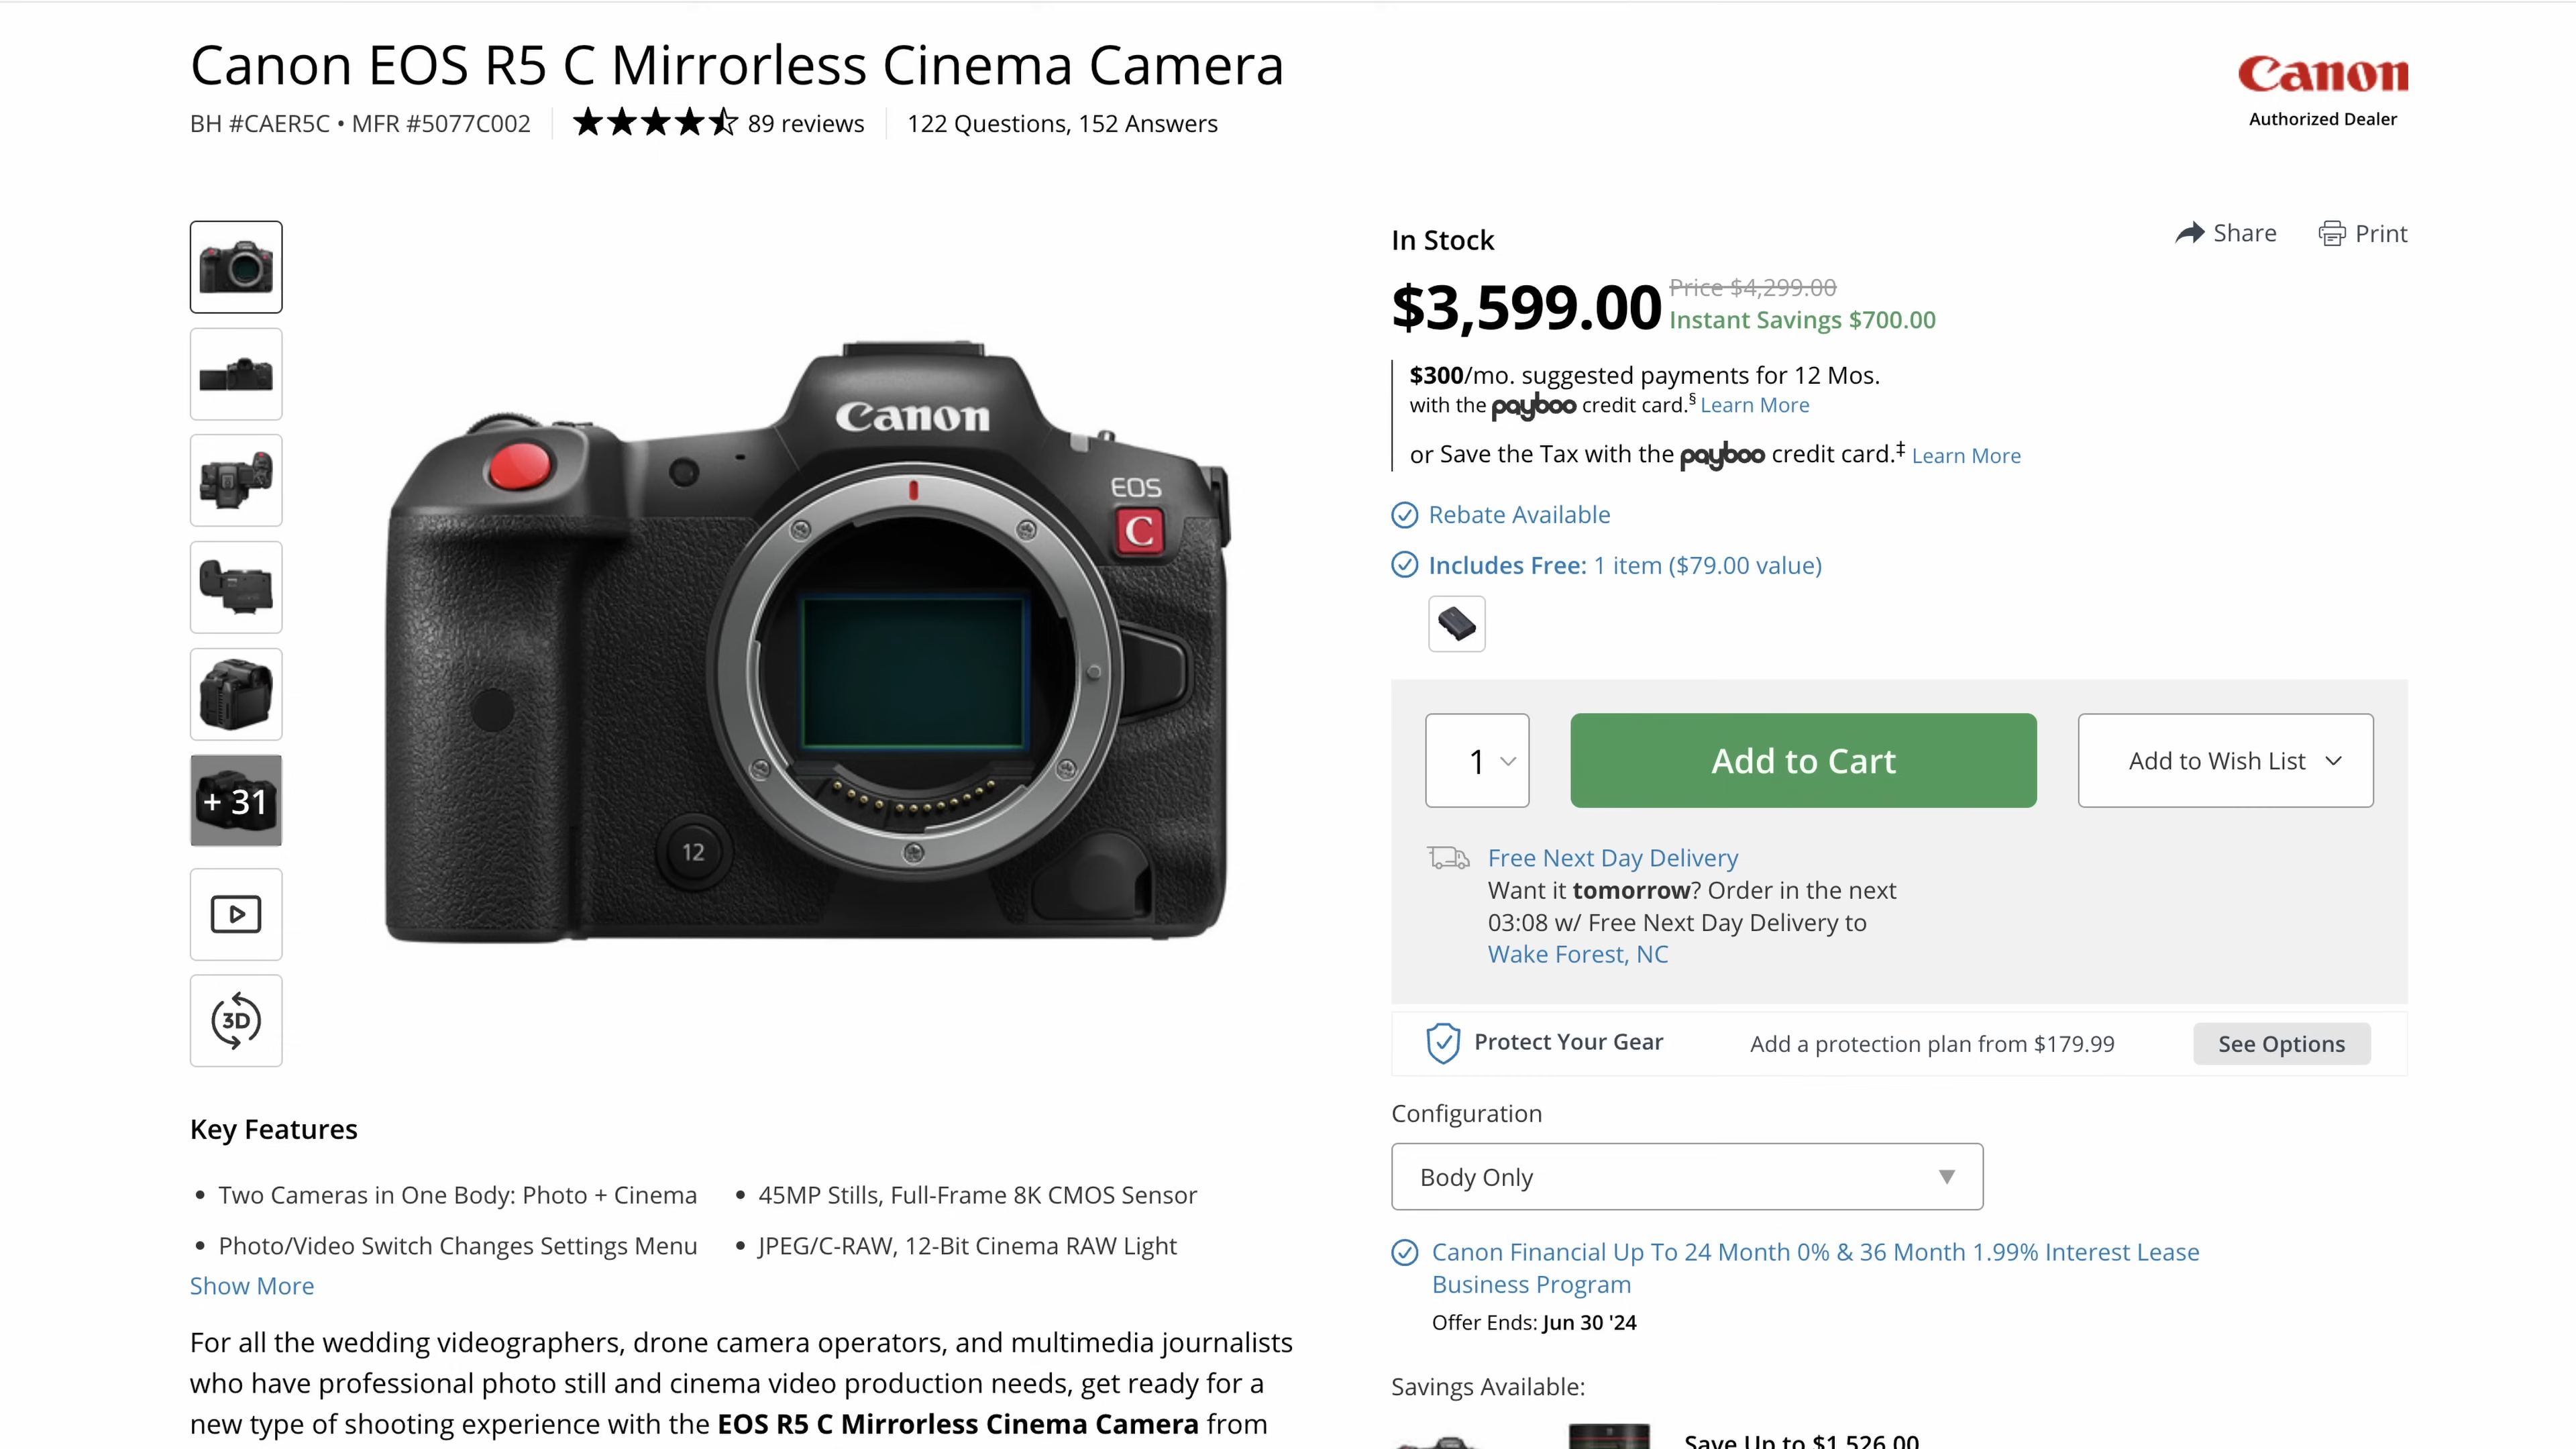 Canon EOS R5 C Mirrorless Cinema Camera
BH #CAER5C • MFR #5077C002
89 reviews
122 Questions, 152 Answers
Canon
Authorized Dealer
+ 31
3D
Canon
EOS
C
12
In Stock
Share
Print
$3,599.00
Price $4,299.00
Instant Savings $700.00
$300/mo. suggested payments for 12 Mos.
with the payboo credit card.§ Learn More
or Save the Tax with the payboo credit card.‡ Learn More
Rebate Available
Includes Free: 1 item ($79.00 value)
1
Add to Cart
Add to Wish List
Free Next Day Delivery
Want it tomorrow? Order in the next
03:08 w/ Free Next Day Delivery to
Wake Forest, NC
Protect Your Gear
Add a protection plan from $179.99
See Options
Configuration
Body Only
Canon Financial Up To 24 Month 0% & 36 Month 1.99% Interest Lease
Business Program
Offer Ends: Jun 30 '24
Savings Available:
Save Up to $1,526.00
Key Features
• Two Cameras in One Body: Photo + Cinema
• 45MP Stills, Full-Frame 8K CMOS Sensor
• Photo/Video Switch Changes Settings Menu
• JPEG/C-RAW, 12-Bit Cinema RAW Light
Show More
For all the wedding videographers, drone camera operators, and multimedia journalists
who have professional photo still and cinema video production needs, get ready for a
new type of shooting experience with the EOS R5 C Mirrorless Cinema Camera from